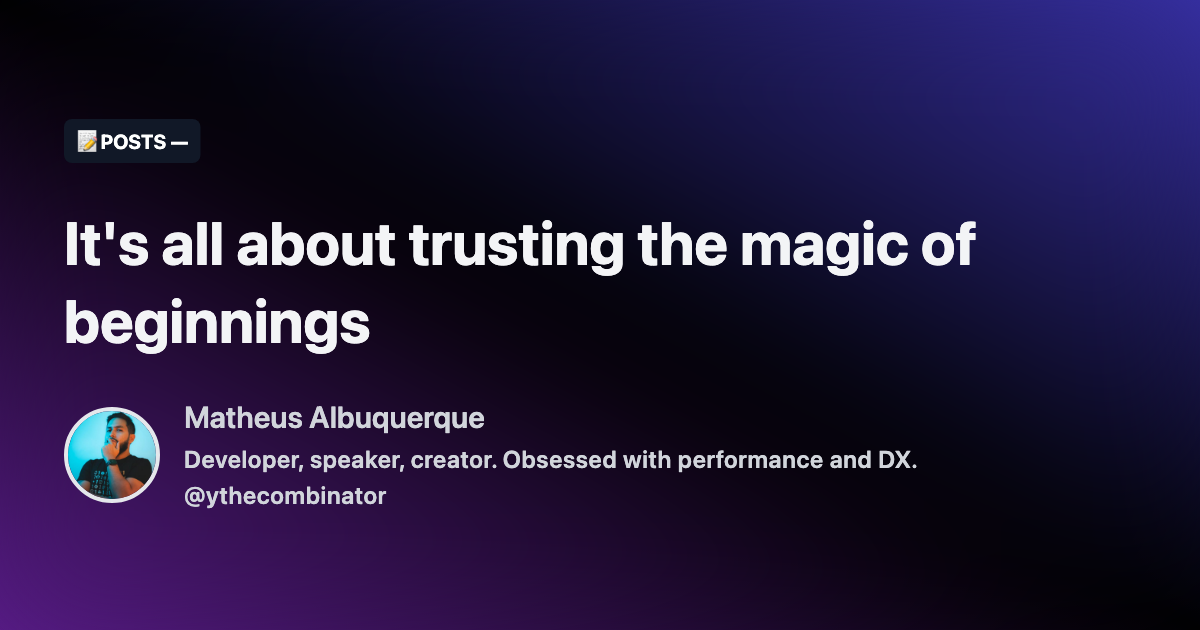 📝POSTS —
It's all about trusting the magic of
beginnings
Matheus Albuquerque
Developer, speaker, creator. Obsessed with performance and DX.
@ythecombinator